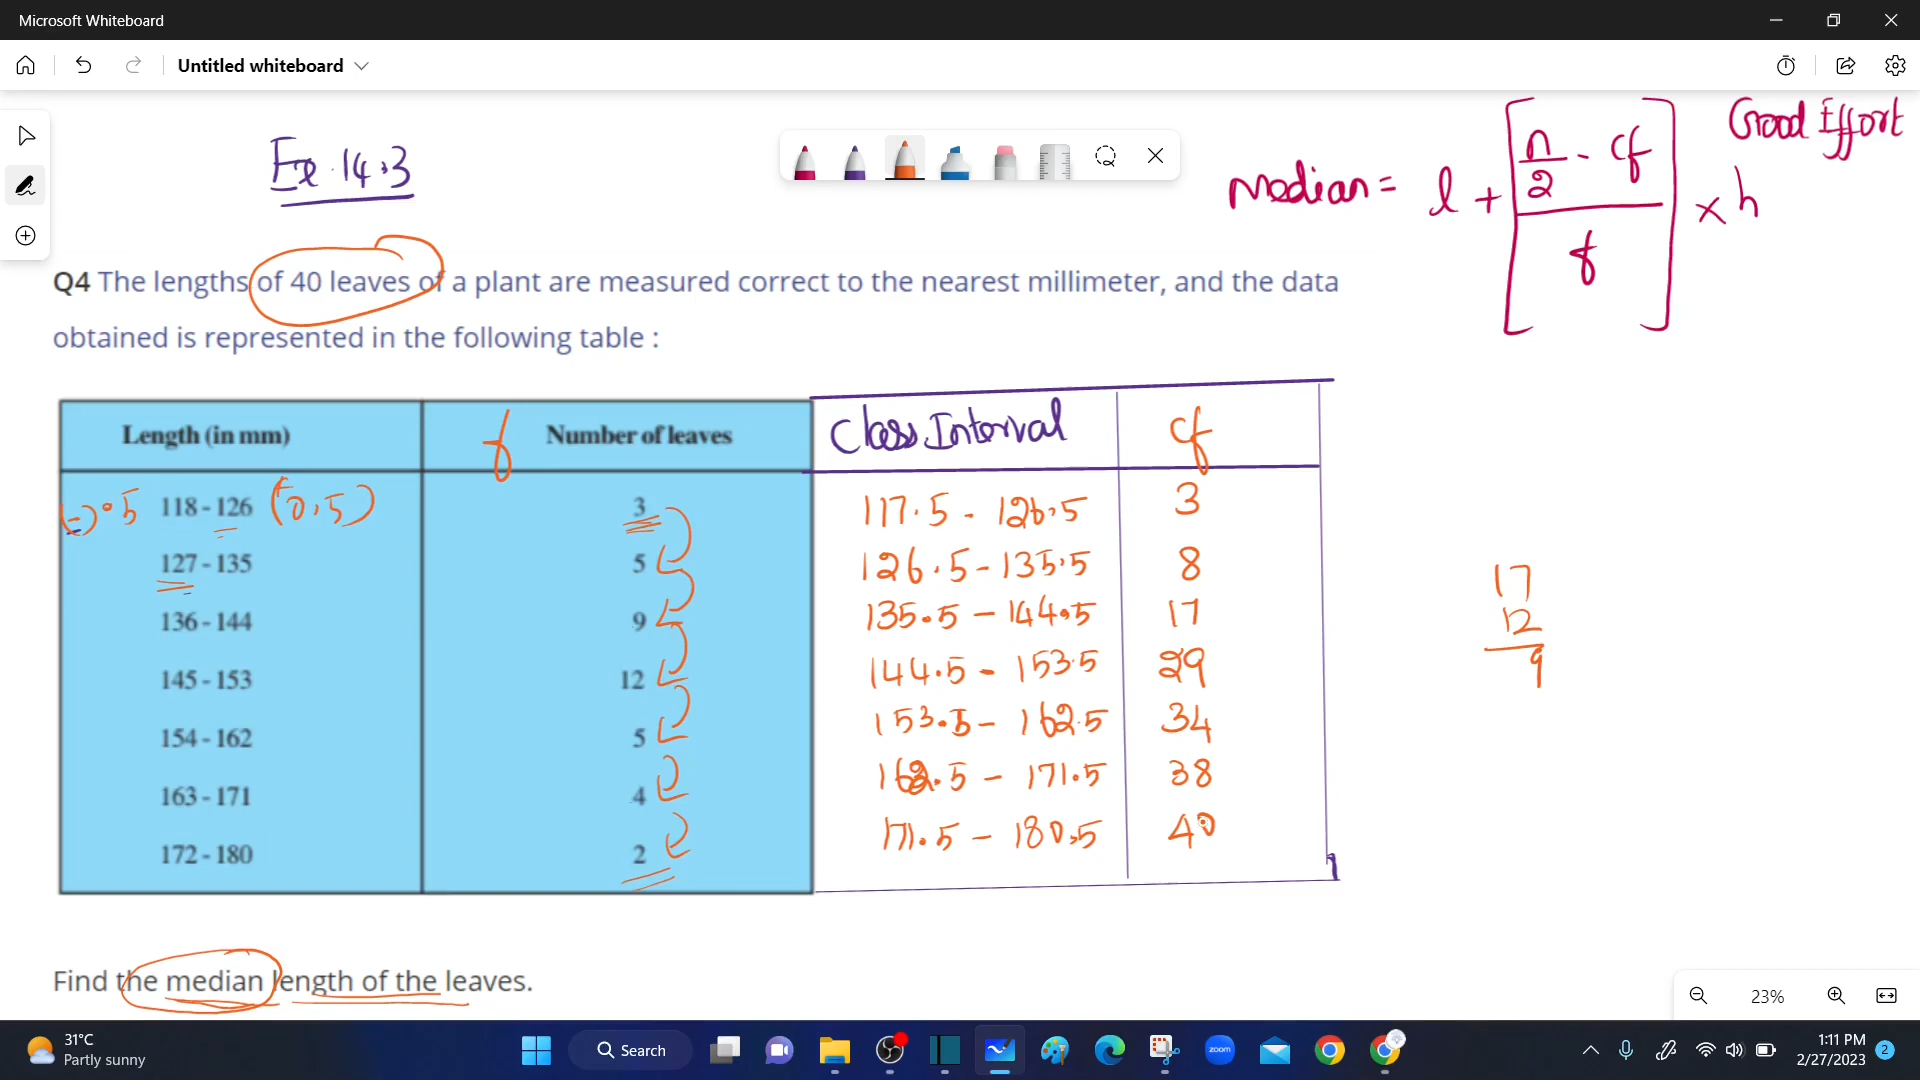 Microsoft Whiteboard
Untitled whiteboard
Ex. 14.3
Good Effort
Median = l + [n/2 - cf / f] × h
Q4 The lengths of 40 leaves of a plant are measured correct to the nearest millimeter, and the data
obtained is represented in the following table :
Length (in mm) f Number of leaves Class Interval cf
(-) .5 118 - 126 (+0.5) 3 117.5 - 126.5 3
127 - 135 5 126.5 - 135.5 8
136 - 144 9 135.5 - 144.5 17
145 - 153 12 144.5 - 153.5 29
154 - 162 5 153.5 - 162.5 34
163 - 171 4 162.5 - 171.5 38
172 - 180 2 171.5 - 180.5 40
17
12
9
Find the median length of the leaves.
23%
31°C
Partly sunny
Search
zoom
1:11 PM
2/27/2023
2